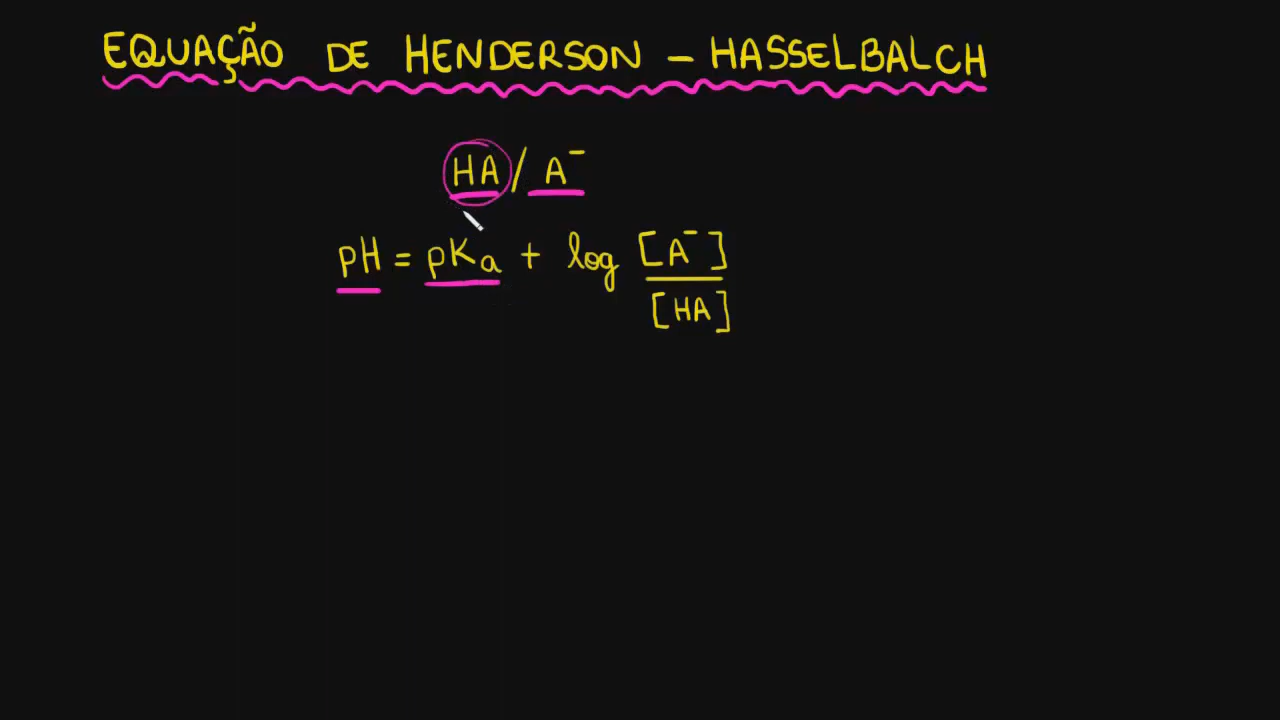 EQUAÇÃO DE HENDERSON - HASSELBALCH
HA / A⁻
pH = pKa + log [A⁻]
[HA]